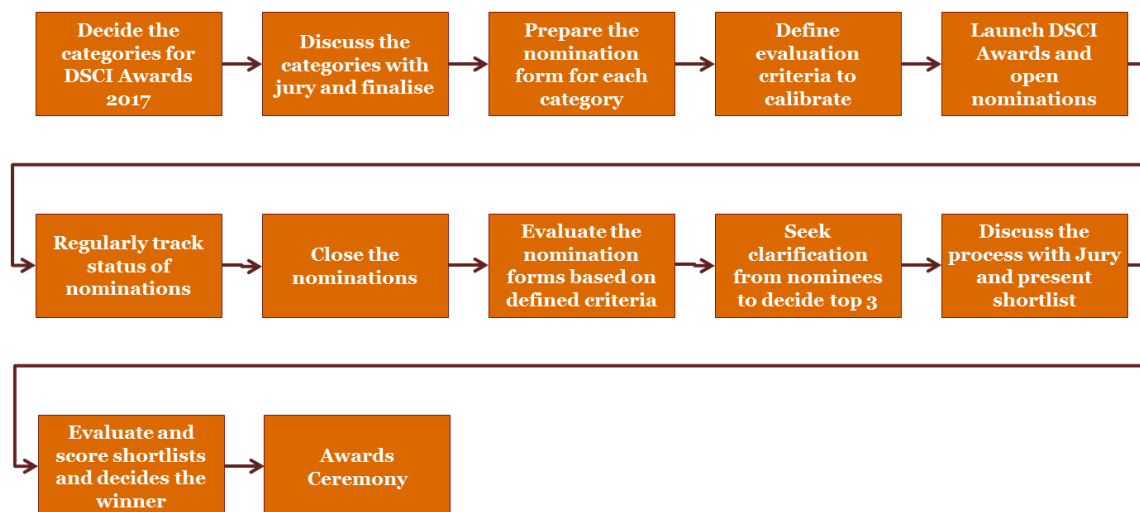 Decide the
categories for
DSCI Awards
2017
Discuss the
categories with
jury and finalise
Prepare the
nomination
form for each
category
Define
evaluation
criteria to
calibrate
Launch DSCI
Awards and
open
nominations
Regularly track
status of
nominations
Close the
nominations
Evaluate the
nomination
forms based on
defined criteria
Seek
clarification
from nominees
to decide top 3
Discuss the
process with Jury
and present
shortlist
Evaluate and
score shortlists
and decides the
winner
Awards
Ceremony